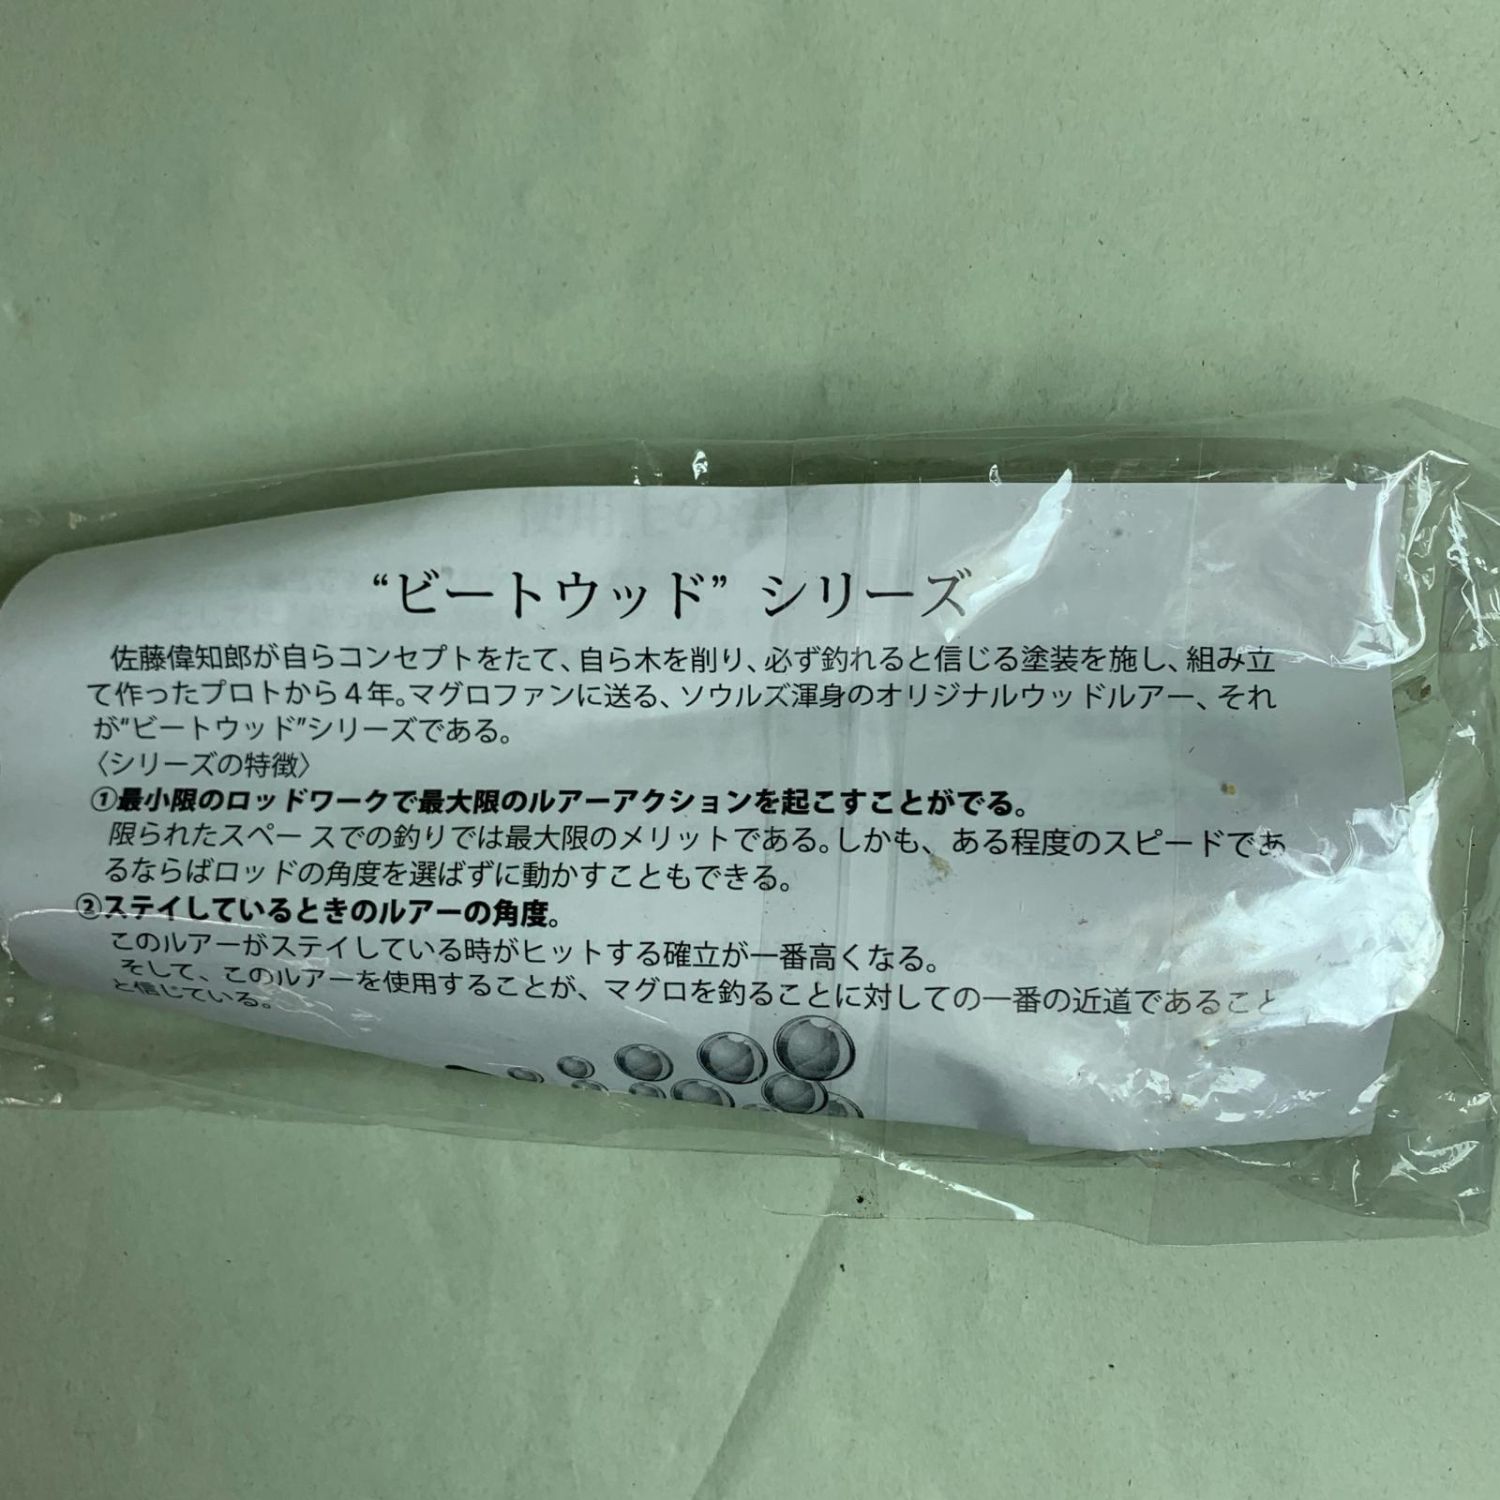 “ビートウッド”シリーズ
佐藤偉知郎が自らコンセプトをたて、自ら木を削り、必ず釣れると信じる塗装を施し、組み立
て作ったプロトから４年。マグロファンに送る、ソウルズ渾身のオリジナルウッドルアー、それ
が”ビートウッド”シリーズである。
〈シリーズの特徴〉
①最小限のロッドワークで最大限のルアーアクションを起こすことがでる。
限られたスペー スでの釣りでは最大限のメリットである。しかも、ある程度のスピードであ
るならばロッドの角度を選ばずに動かすこともできる。
②ステイしているときのルアーの角度。
このルアーがステイしている時がヒットする確立が一番高くなる。
そして、このルアーを使用することが、マグロを釣ることに対しての一番の近道であること
と信じている。